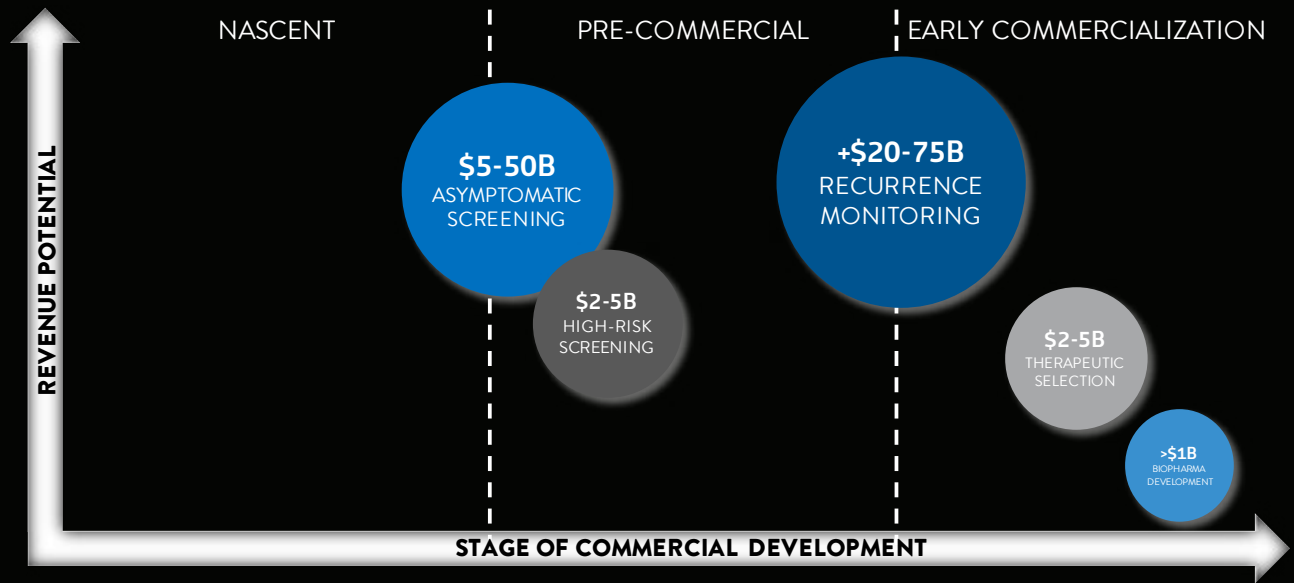 NASCENT
PRE-COMMERCIAL
EARLY COMMERCIALIZATION
REVENUE POTENTIAL
$5-50B
ASYMPTOMATIC
SCREENING
$2-5B
HIGH-RISK
SCREENING
+$20-75B
RECURRENCE
MONITORING
$2-5B
THERAPEUTIC
SELECTION
>$1B
BIOPHARMA
DEVELOPMENT
STAGE OF COMMERCIAL DEVELOPMENT